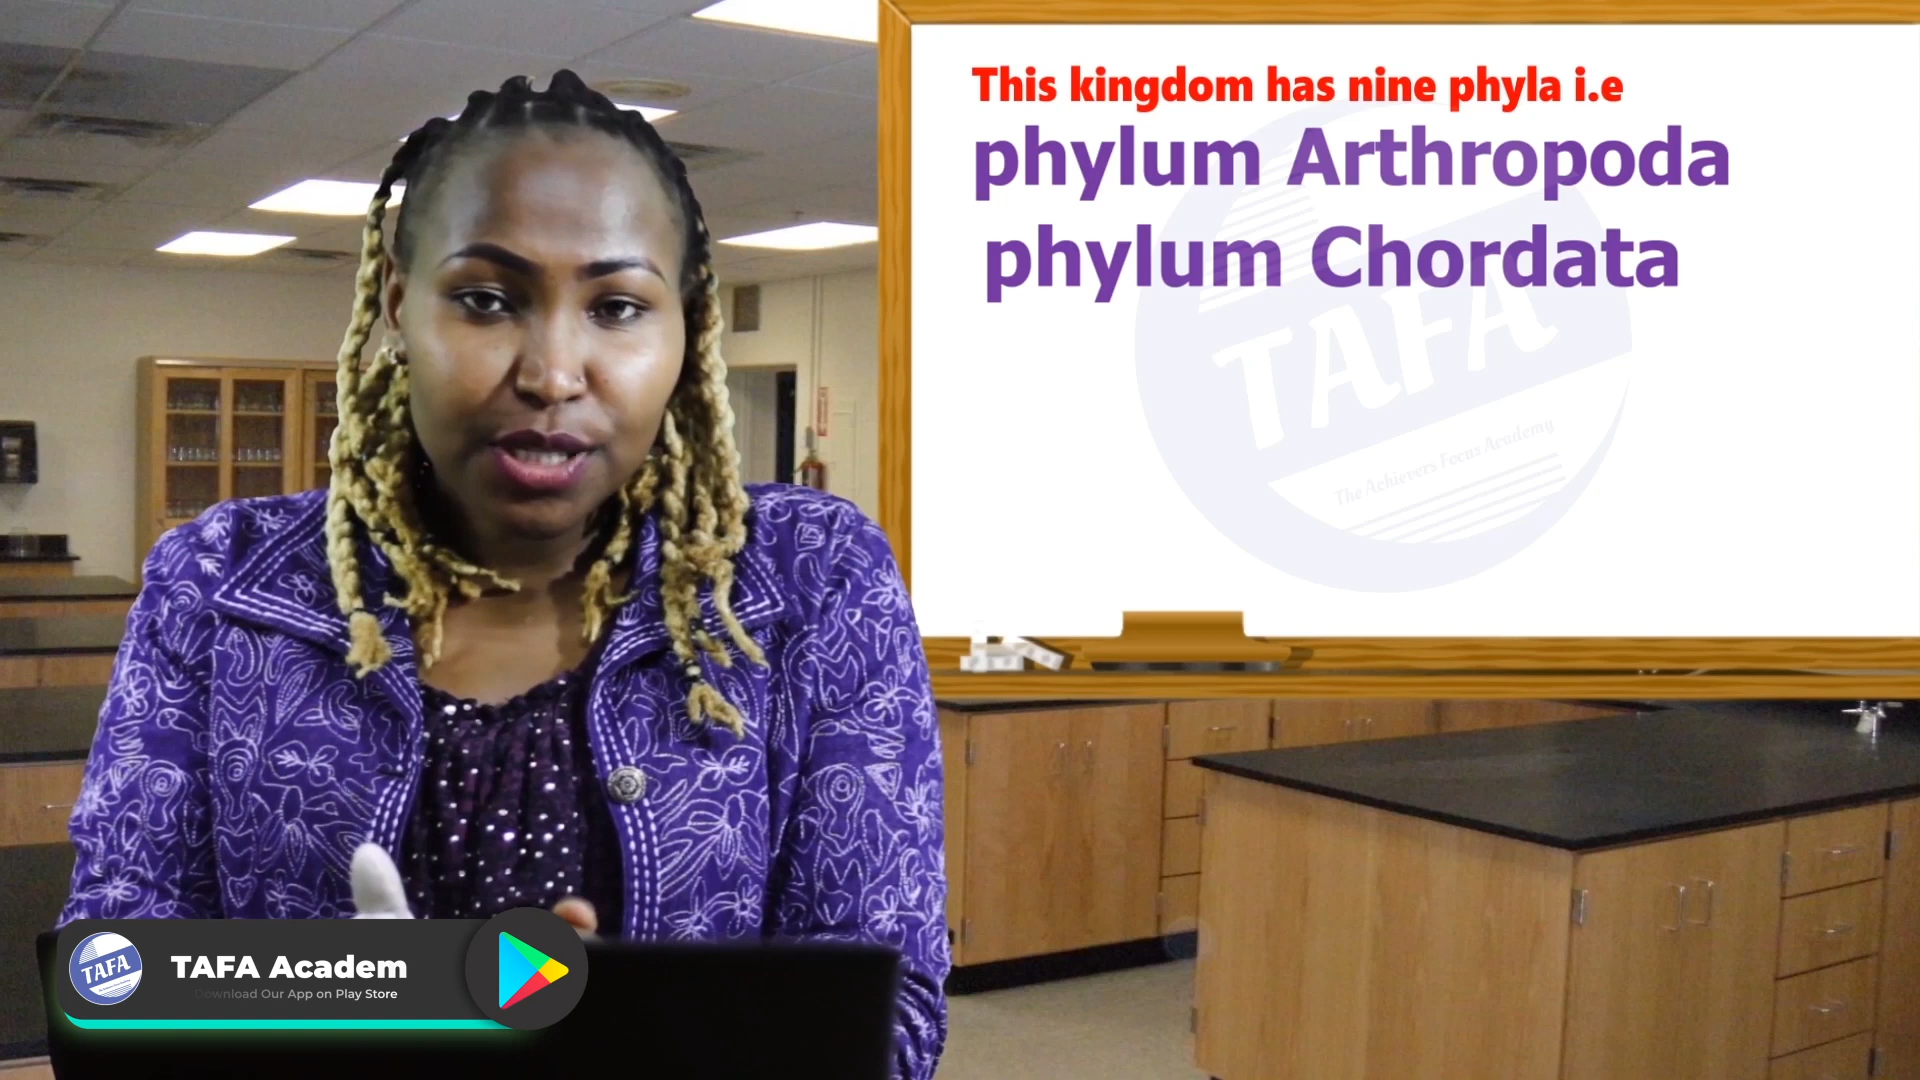 This kingdom has nine phyla i.e
phylum Arthropoda
phylum Chordata
TAFA
The Achievers Focus Academy
TAFA
TAFA Academ
Download Our App on Play Store